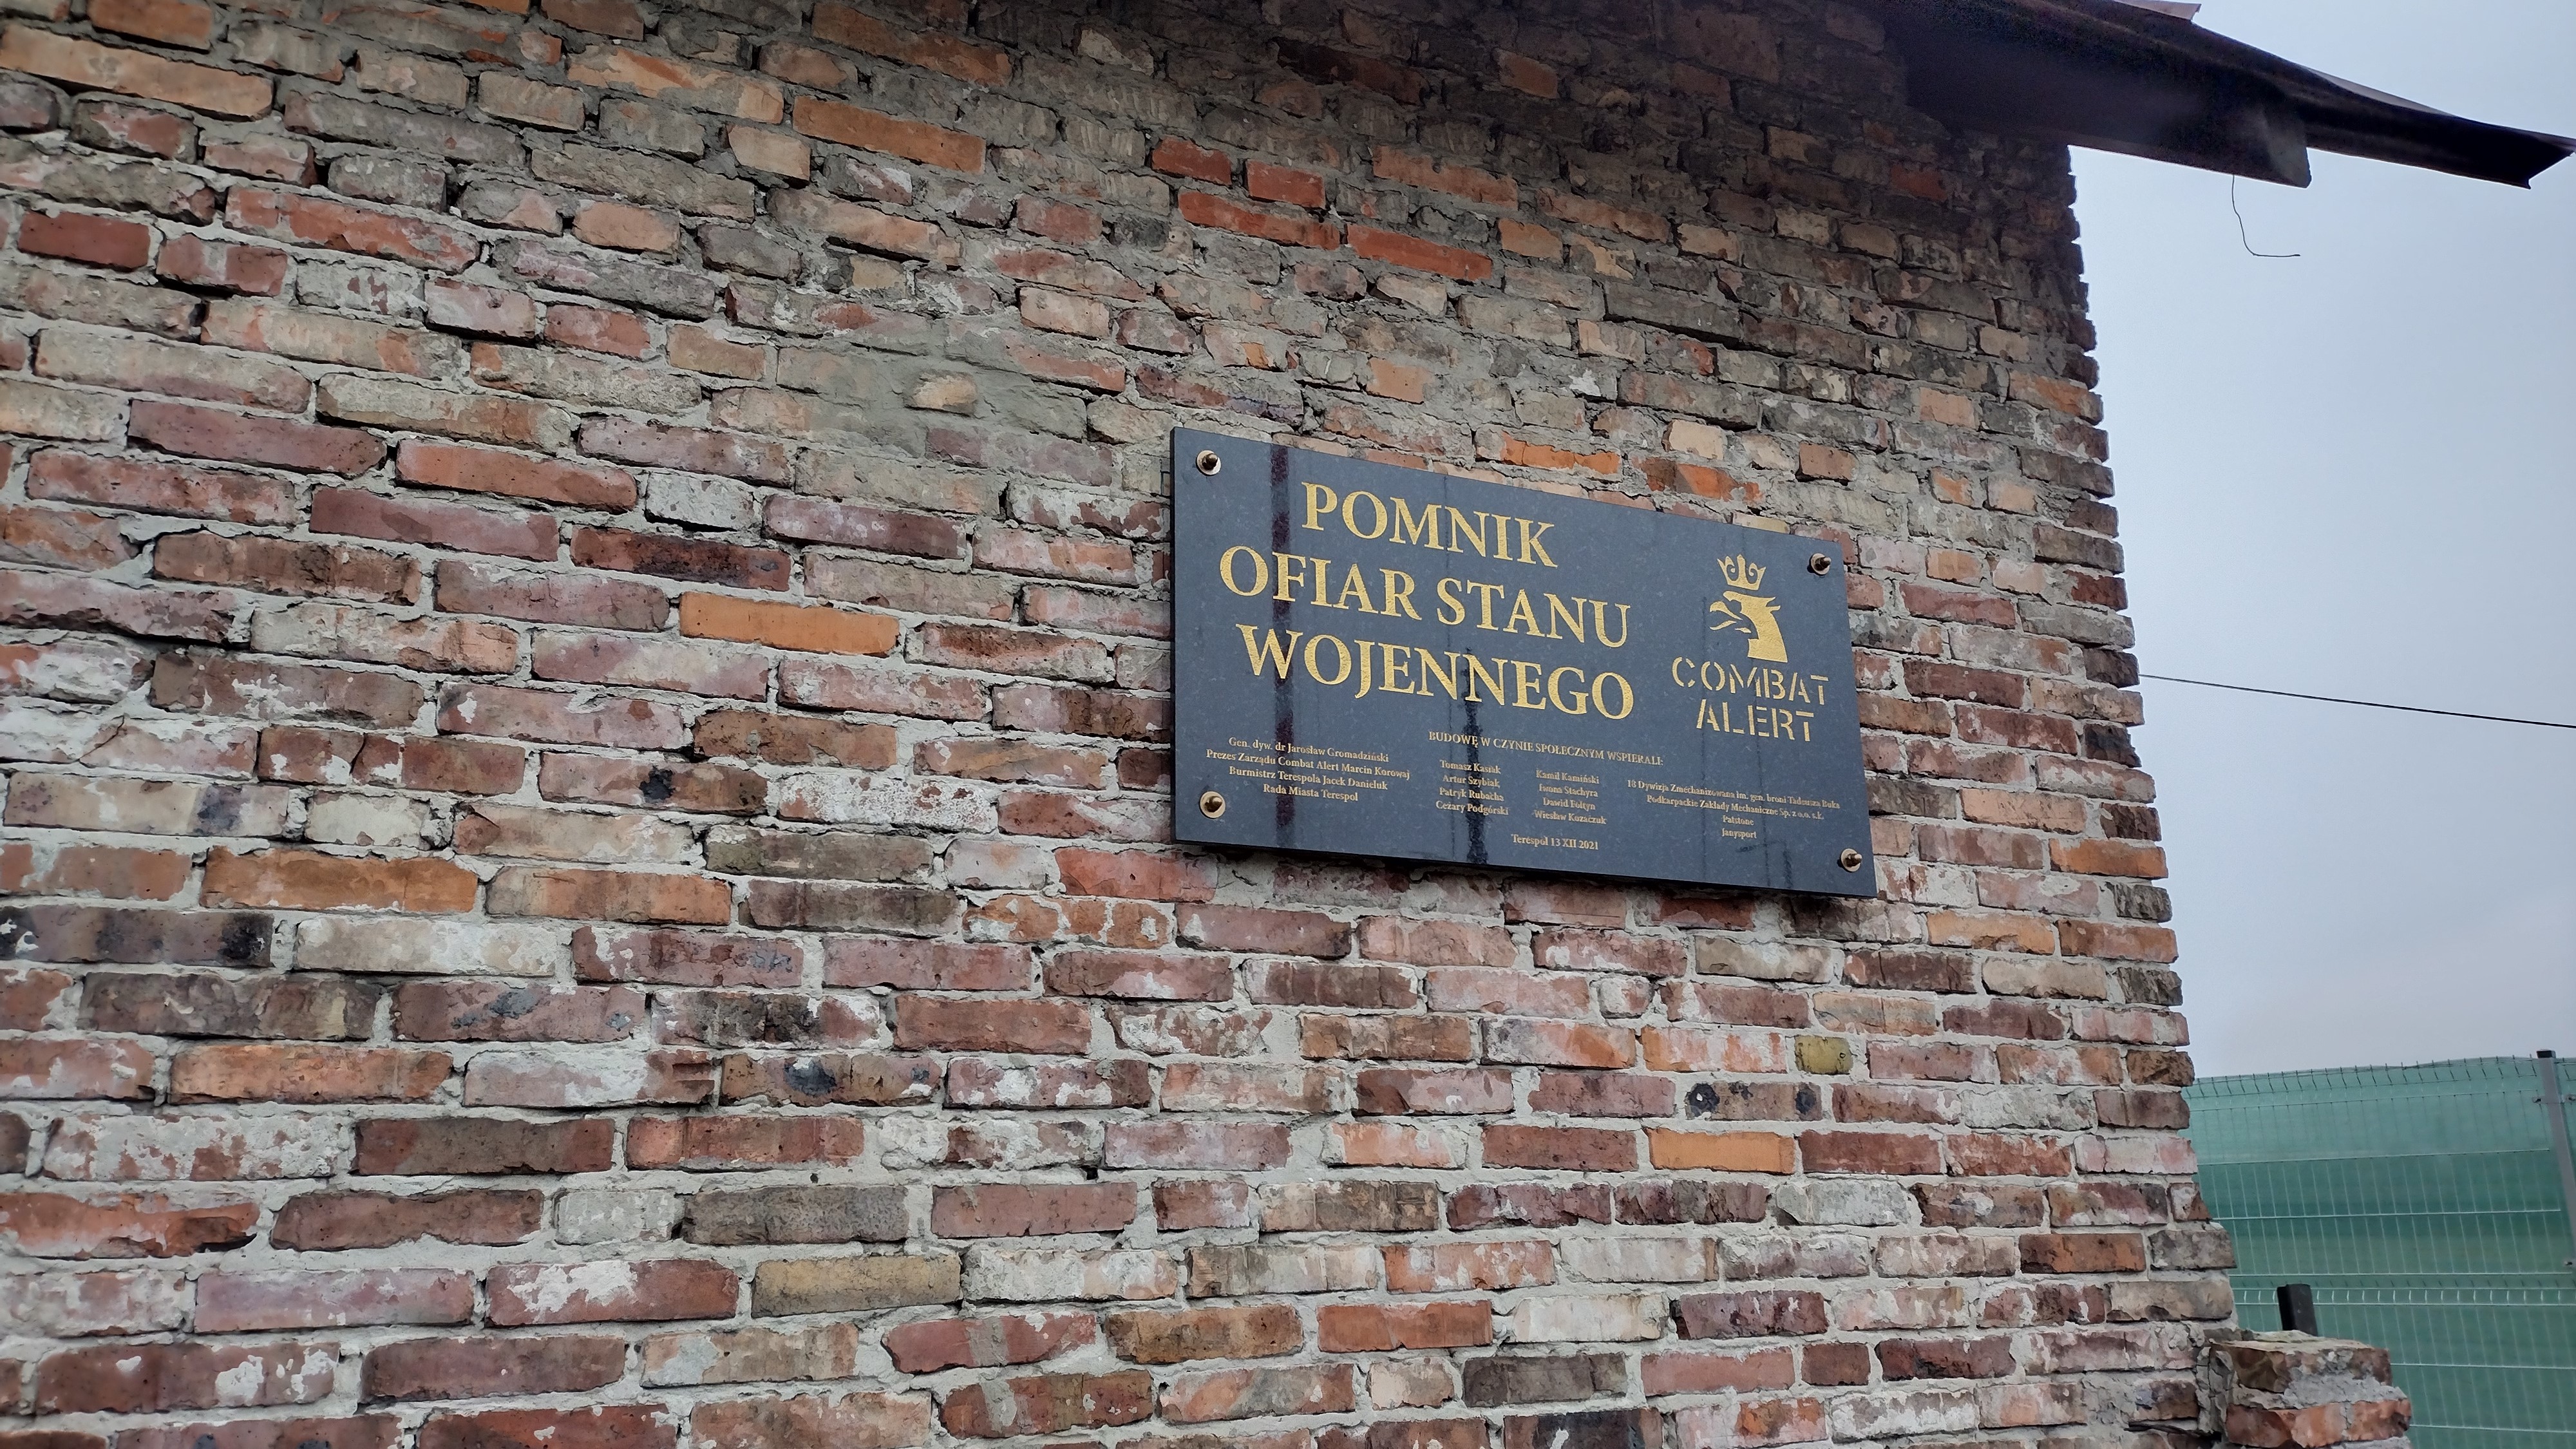 POMNIK
OFIAR STANU
WOJENNEGO
COMBAT
ALERT
BUDOWĘ W CZYNIE SPOŁECZNYM WSPIERALI:
Gen. dyw. dr Jarosław Gromadziński
Prezes Zarządu Combat Alert Marcin Korowaj
Burmistrz Terespola Jacek Danieluk
Rada Miasta Terespol
Tomasz Kasiak
Artur Szybiak
Patryk Rubacha
Cezary Podgórski
Kamil Kamiński
Iwona Stachyra
Dawid Fołtyn
Wiesław Kozaczuk
18 Dywizja Zmechanizowana im. gen. broni Tadeusza Buka
Podkarpackie Zakłady Mechaniczne Sp. z o.o. s.k.
Patstone
Janysport
Terespol 13 XII 2021